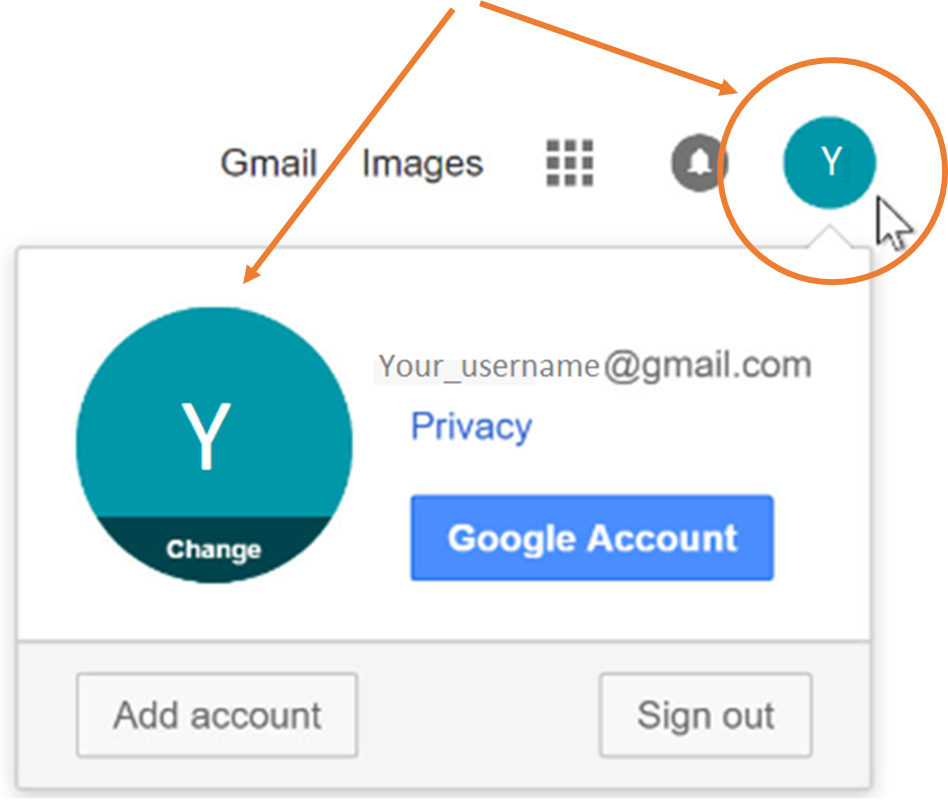 Gmail Images Y
Your_username@gmail.com
Y
Privacy
Change
Google Account
Add account Sign out